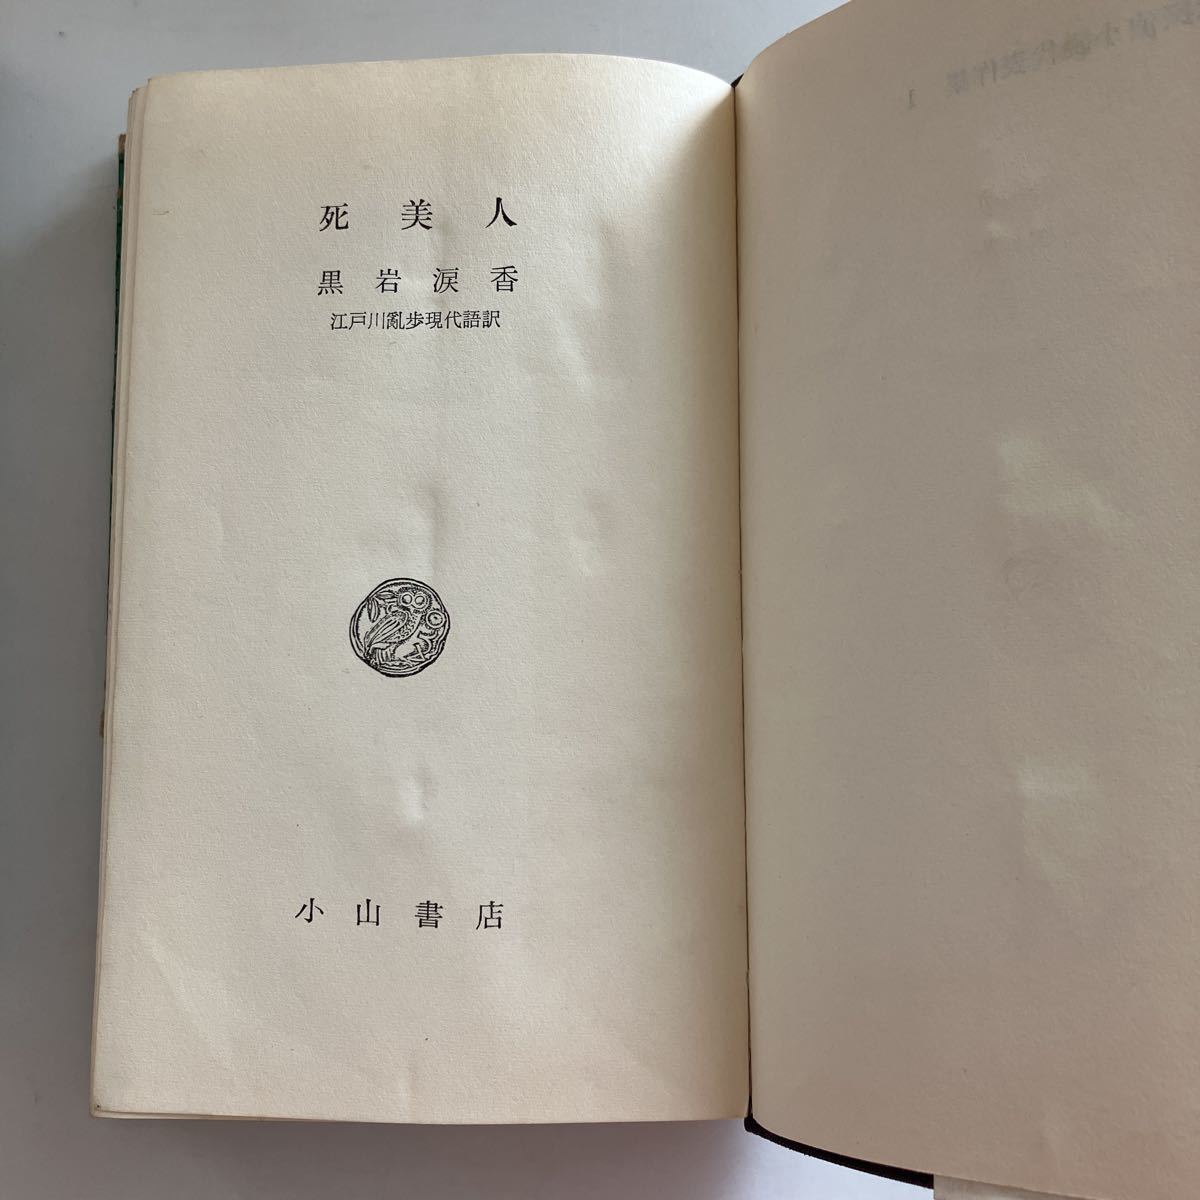 死美人
黒岩涙香
江戸川亂歩現代語訳
小山書店